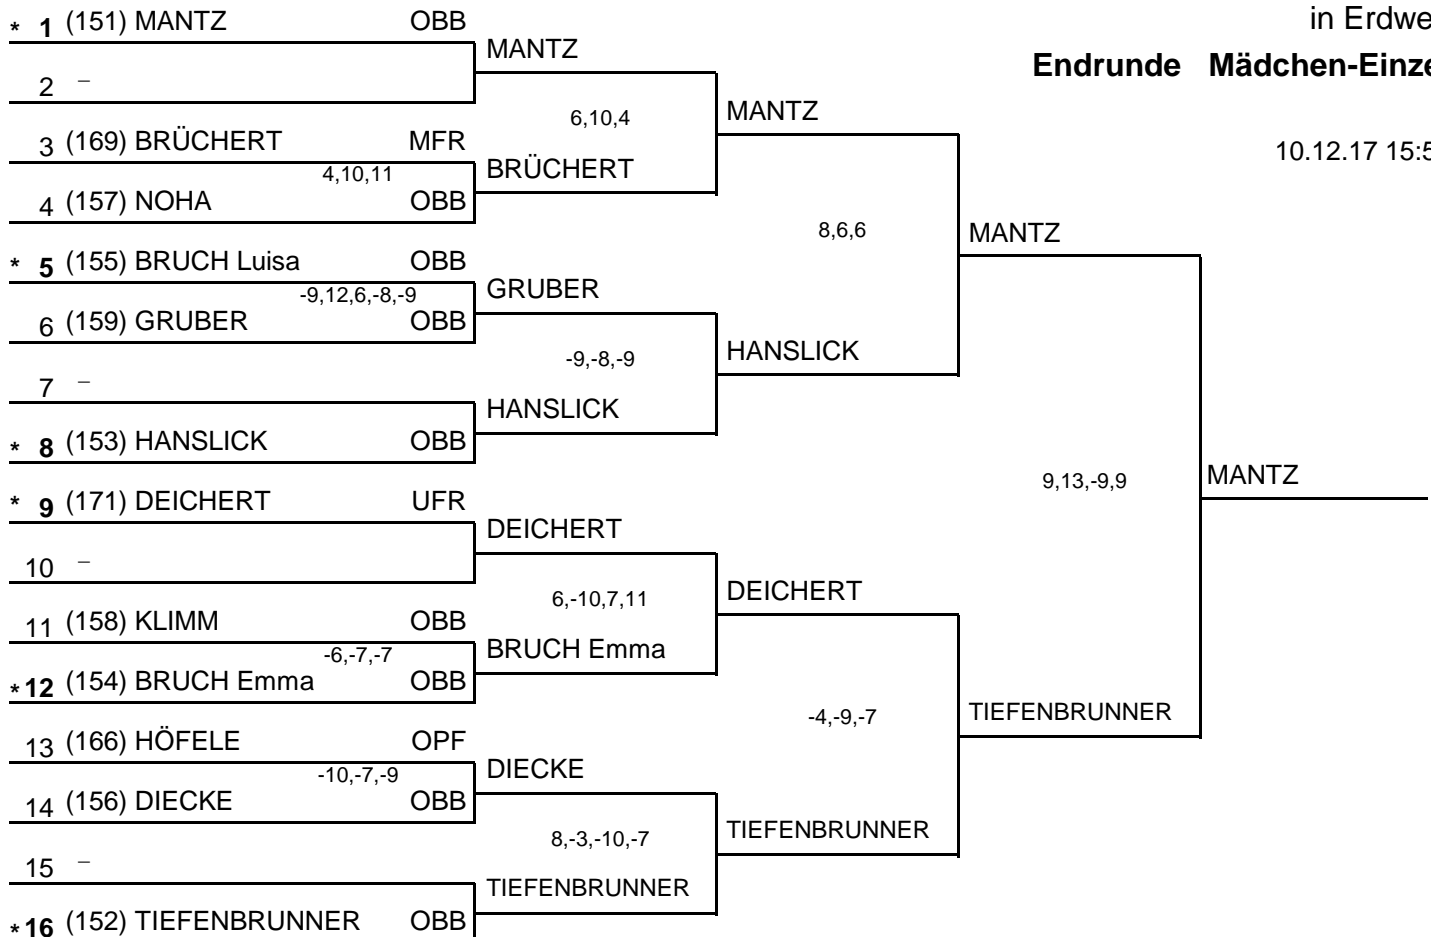 * 1 (151) MANTZ OBB
in Erdwe
MANTZ
Endrunde Mädchen-Einze
2 –
6,10,4
MANTZ
3 (169) BRÜCHERT MFR
10.12.17 15:5
4,10,11
BRÜCHERT
4 (157) NOHA OBB
8,6,6
MANTZ
* 5 (155) BRUCH Luisa OBB
-9,12,6,-8,-9
GRUBER
6 (159) GRUBER OBB
-9,-8,-9
HANSLICK
7 –
HANSLICK
* 8 (153) HANSLICK OBB
9,13,-9,9
MANTZ
* 9 (171) DEICHERT UFR
DEICHERT
10 –
6,-10,7,11
DEICHERT
11 (158) KLIMM OBB
-6,-7,-7
BRUCH Emma
* 12 (154) BRUCH Emma OBB
-4,-9,-7
TIEFENBRUNNER
13 (166) HÖFELE OPF
-10,-7,-9
DIECKE
14 (156) DIECKE OBB
8,-3,-10,-7
TIEFENBRUNNER
15 –
TIEFENBRUNNER
* 16 (152) TIEFENBRUNNER OBB